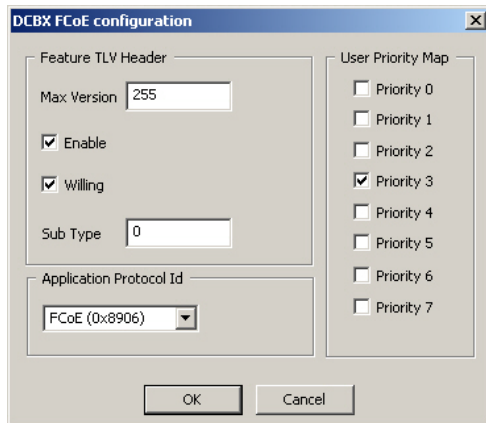 DCBX FCoE configuration
Feature TLV Header
Max Version 255
Enable
Willing
Sub Type 0
Application Protocol Id
FCoE (0x8906)
User Priority Map
Priority 0
Priority 1
Priority 2
Priority 3
Priority 4
Priority 5
Priority 6
Priority 7
OK
Cancel